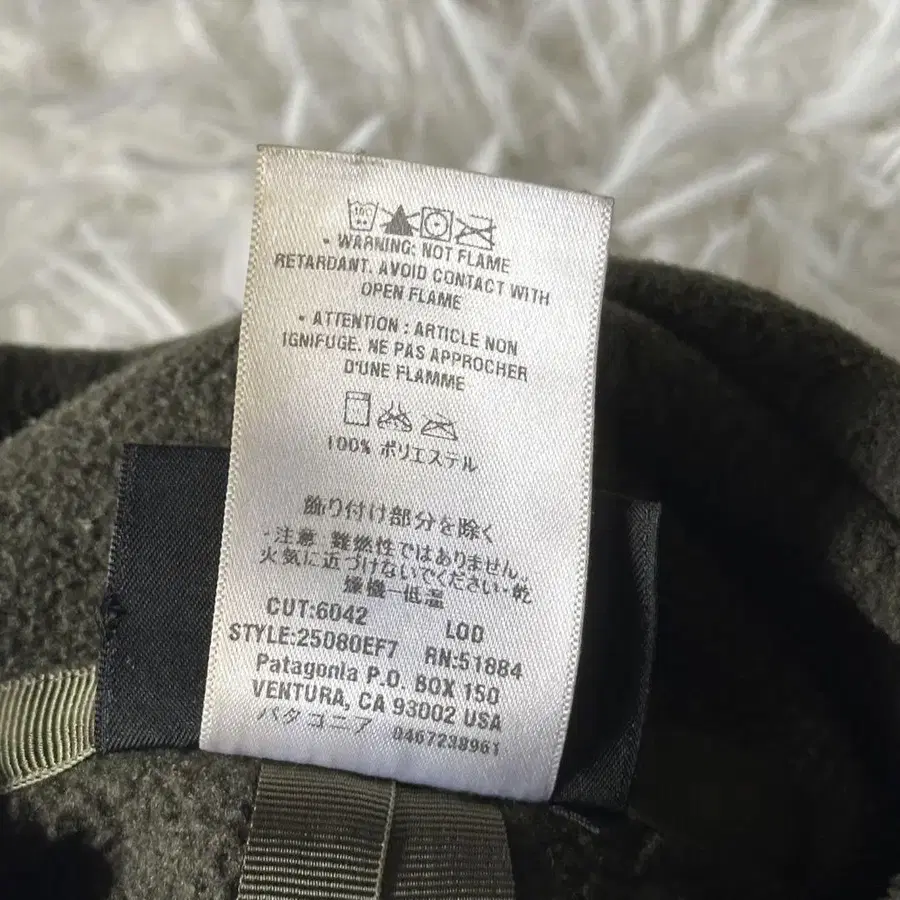 • WARNING: NOT FLAME
RETARDANT. AVOID CONTACT WITH
OPEN FLAME
• ATTENTION : ARTICLE NON
IGNIFUGE. NE PAS APPROCHER
D'UNE FLAMME
100% ポリエステル
飾り付け部分を除く
・注意 難燃性ではありません。
火気に近づけないでください・乾
燥機ー低温
CUT:6042 LOD
STYLE:25080EF7 RN:51884
Patagonia P.O. BOX 150
VENTURA, CA 93002 USA
パタゴニア 0467238961